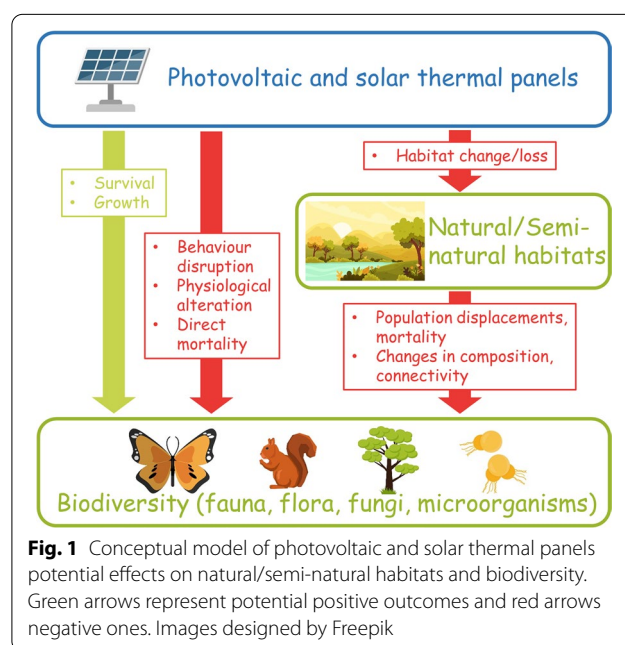 Photovoltaic and solar thermal panels
• Survival
• Growth
• Behaviour
disruption
• Physiological
alteration
• Direct
mortality
• Habitat change/loss
Natural/Semi-
natural habitats
• Population displacements,
mortality
• Changes in composition,
connectivity
Biodiversity (fauna, flora, fungi, microorganisms)
Fig. 1 Conceptual model of photovoltaic and solar thermal panels
potential effects on natural/semi-natural habitats and biodiversity.
Green arrows represent potential positive outcomes and red arrows
negative ones. Images designed by Freepik